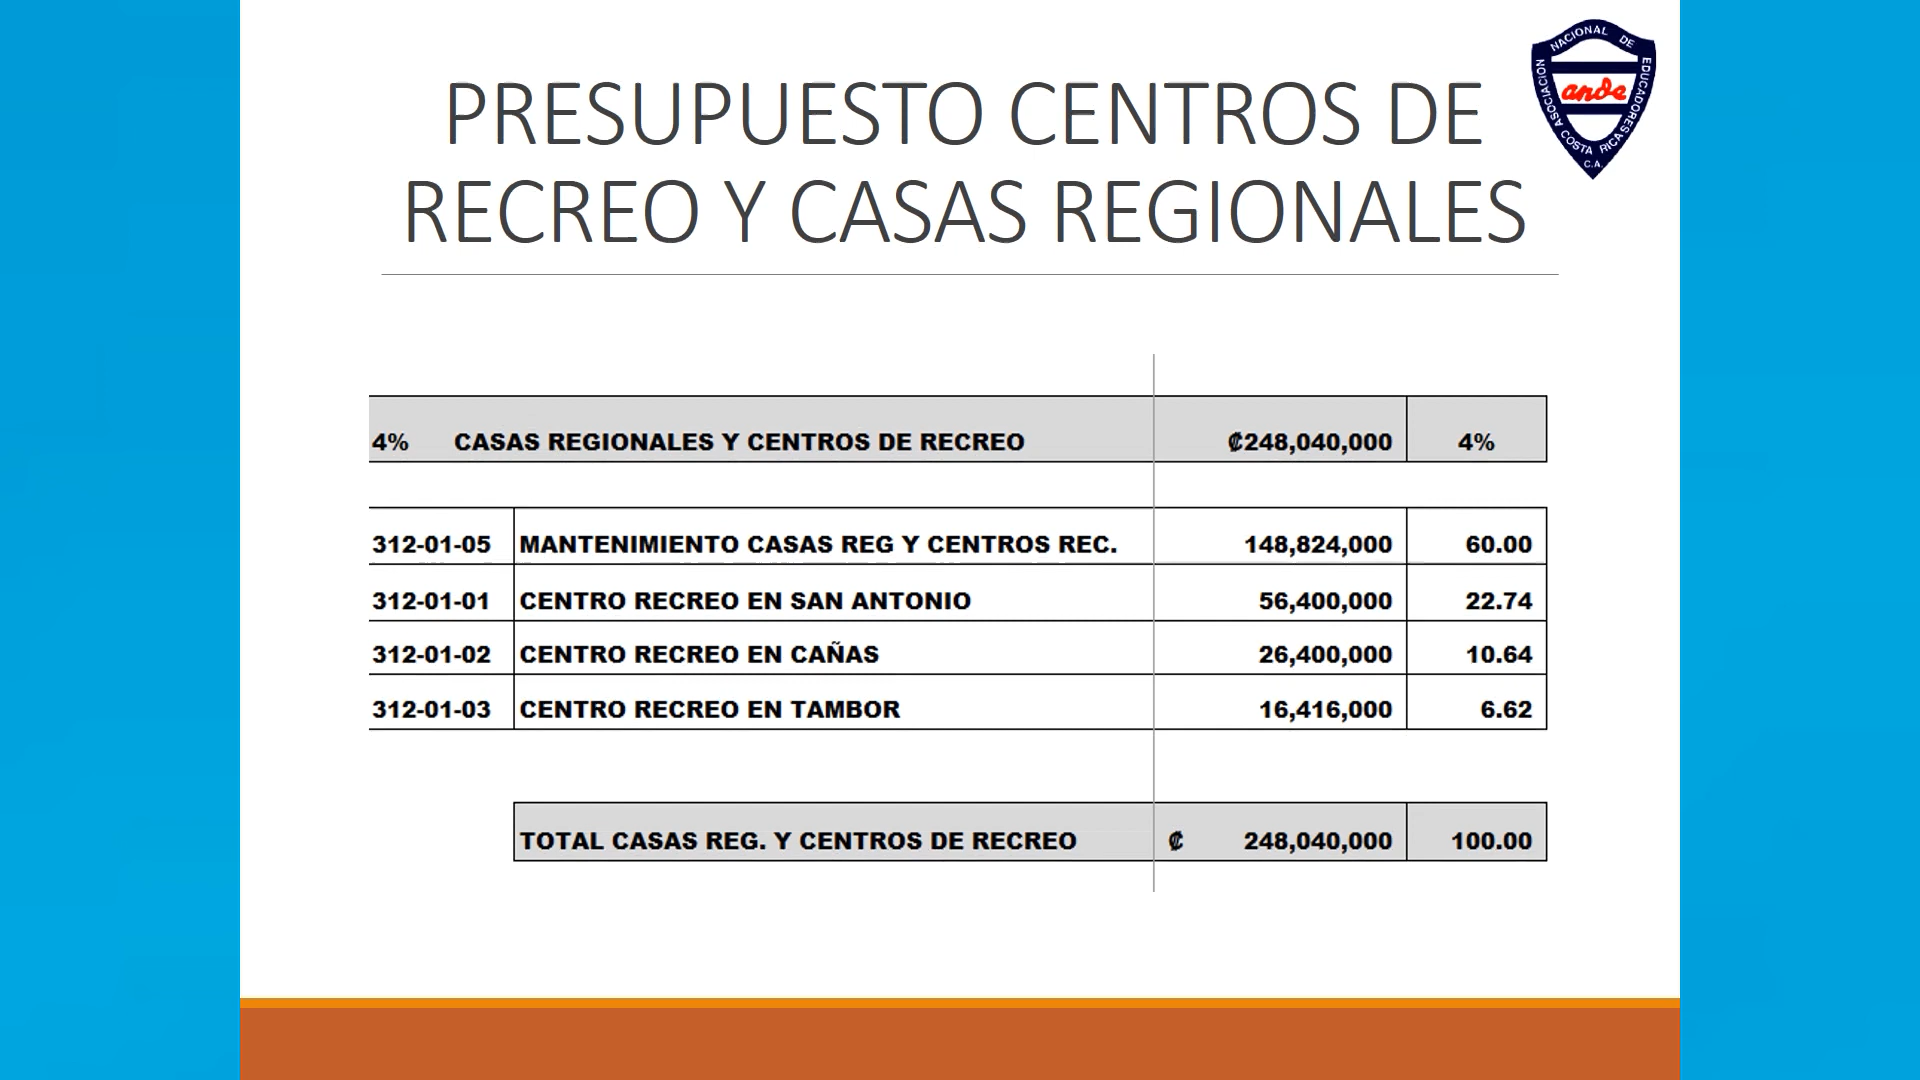 PRESUPUESTO CENTROS DE
RECREO Y CASAS REGIONALES
ASOCIACION NACIONAL DE EDUCADORES
ande
COSTA RICA
C.A.
4% CASAS REGIONALES Y CENTROS DE RECREO ₡248,040,000 4%
312-01-05 MANTENIMIENTO CASAS REG Y CENTROS REC. 148,824,000 60.00
312-01-01 CENTRO RECREO EN SAN ANTONIO 56,400,000 22.74
312-01-02 CENTRO RECREO EN CAÑAS 26,400,000 10.64
312-01-03 CENTRO RECREO EN TAMBOR 16,416,000 6.62
TOTAL CASAS REG. Y CENTROS DE RECREO ₡ 248,040,000 100.00